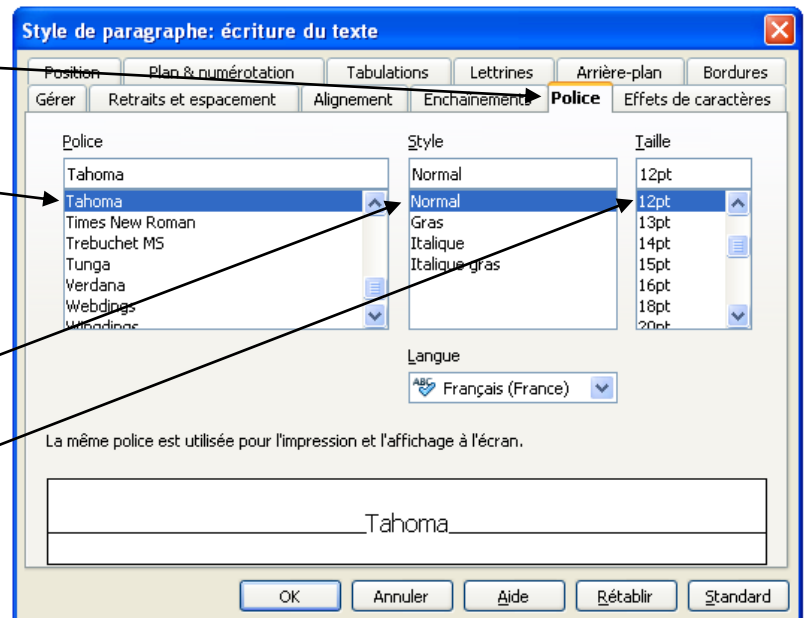 Style de paragraphe: écriture du texte
Position Plan & numérotation Tabulations Lettrines Arrière-plan Bordures
Gérer Retraits et espacement Alignement Enchaînements Police Effets de caractères
Police Style Taille
Tahoma Normal 12pt
Tahoma Normal 12pt
Times New Roman Gras 13pt
Trebuchet MS Italique 14pt
Tunga Italique gras 15pt
Verdana 16pt
Webdings 18pt
Wingdings 20pt
Langue
ABC Français (France)
La même police est utilisée pour l'impression et l'affichage à l'écran.
Tahoma
OK Annuler Aide Rétablir Standard